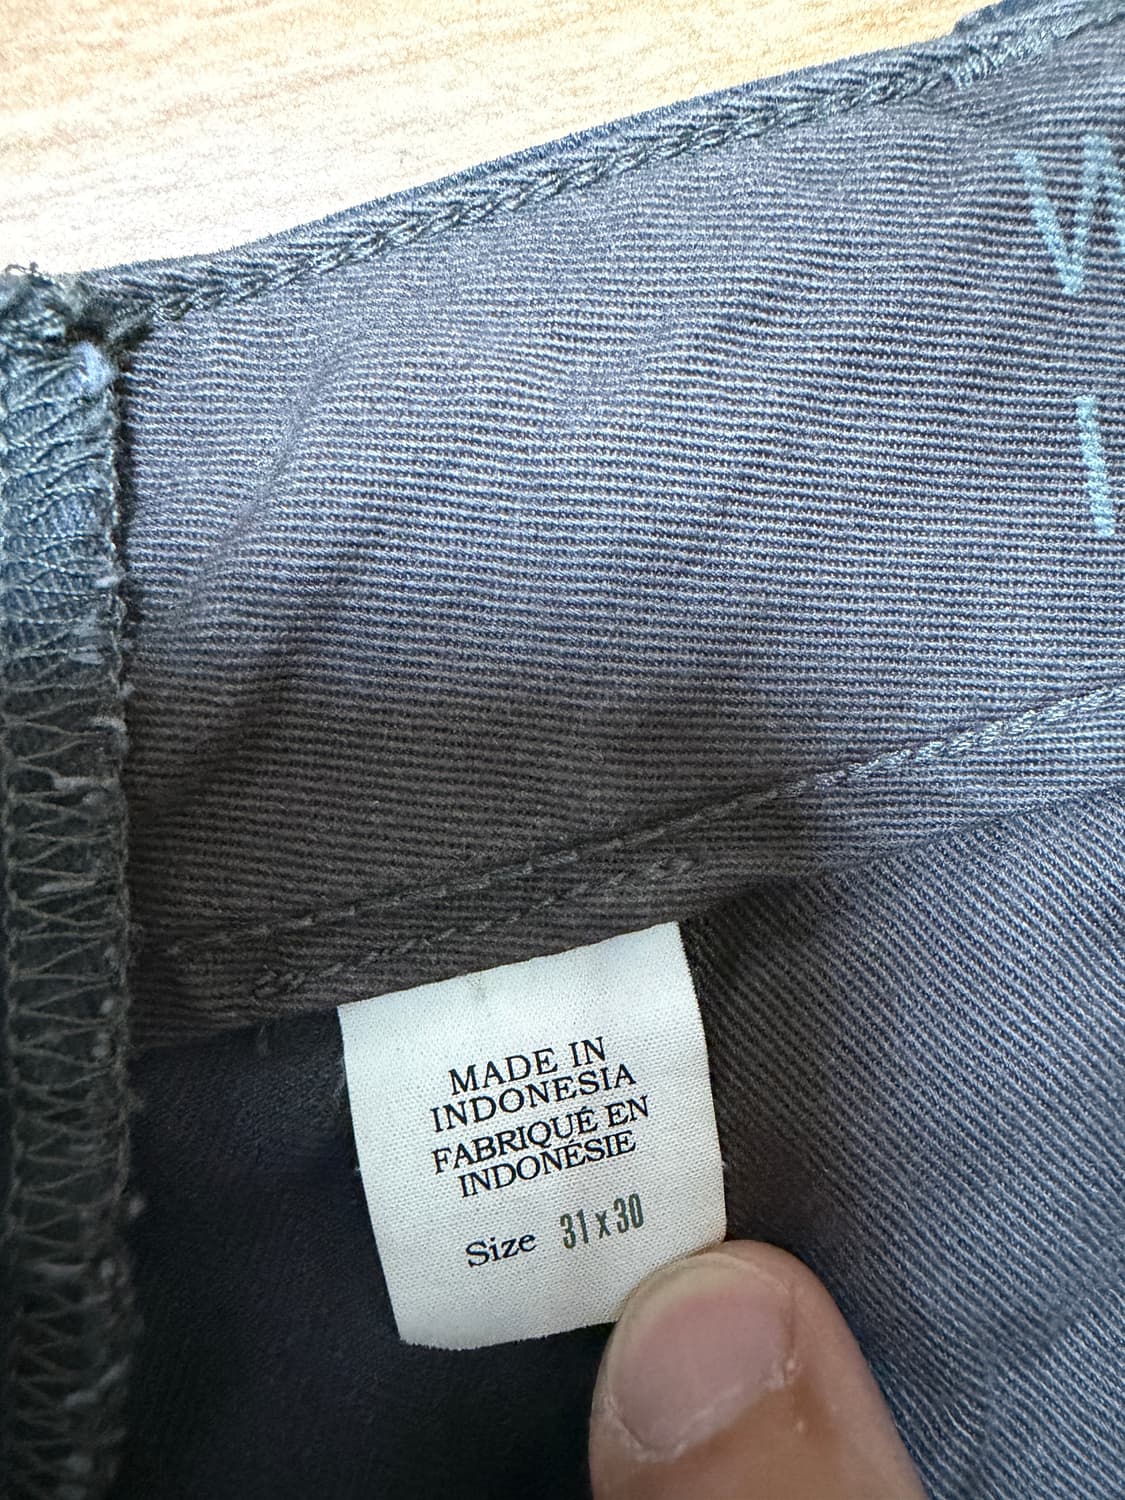 MADE IN
INDONESIA
FABRIQUÉ EN
INDONÉSIE
Size 31 x 30